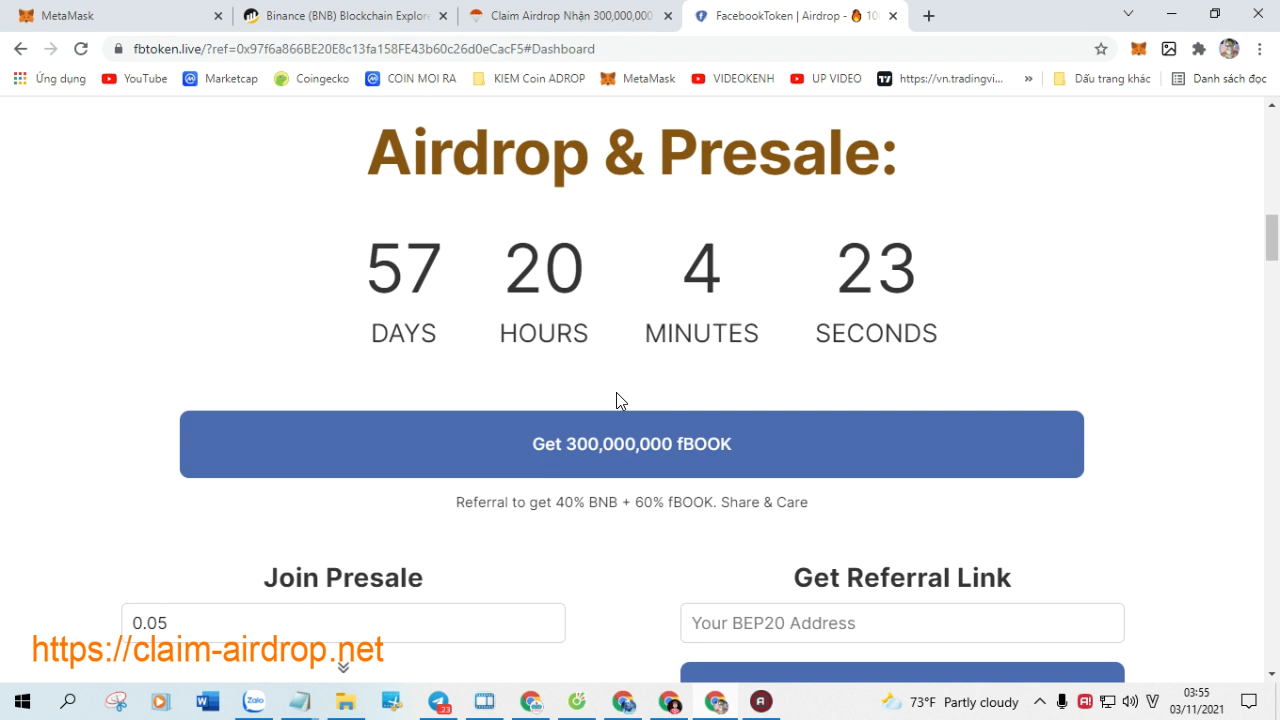 MetaMask
Binance (BNB) Blockchain Explore
Claim Airdrop Nhận 300,000,000
FacebookToken | Airdrop - 🔥 10
fbtoken.live/?ref=0x97f6a866BE20E8c13fa158FE43b60c26d0eCacF5#Dashboard
Ứng dụng
YouTube
Marketcap
Coingecko
COIN MOI RA
KIEM Coin ADROP
MetaMask
VIDEOKENH
UP VIDEO
https://vn.tradingvi...
»
Dấu trang khác
Danh sách đọc
Airdrop & Presale:
57 20 4 23
DAYS HOURS MINUTES SECONDS
Get 300,000,000 fBOOK
Referral to get 40% BNB + 60% fBOOK. Share & Care
Join Presale
Get Referral Link
0.05
Your BEP20 Address
https://claim-airdrop.net
Zalo
23
73°F Partly cloudy
03:55
03/11/2021